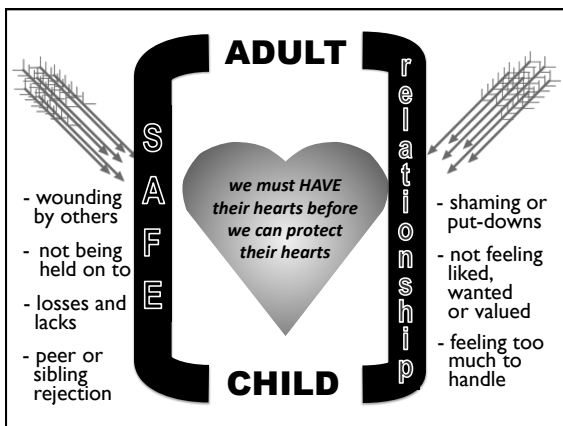 ADULT
SAFE
relationship
we must HAVE
their hearts before
we can protect
their hearts
- wounding
by others
- not being
held on to
- losses and
lacks
- peer or
sibling
rejection
- shaming or
put-downs
- not feeling
liked,
wanted
or valued
- feeling too
much to
handle
CHILD